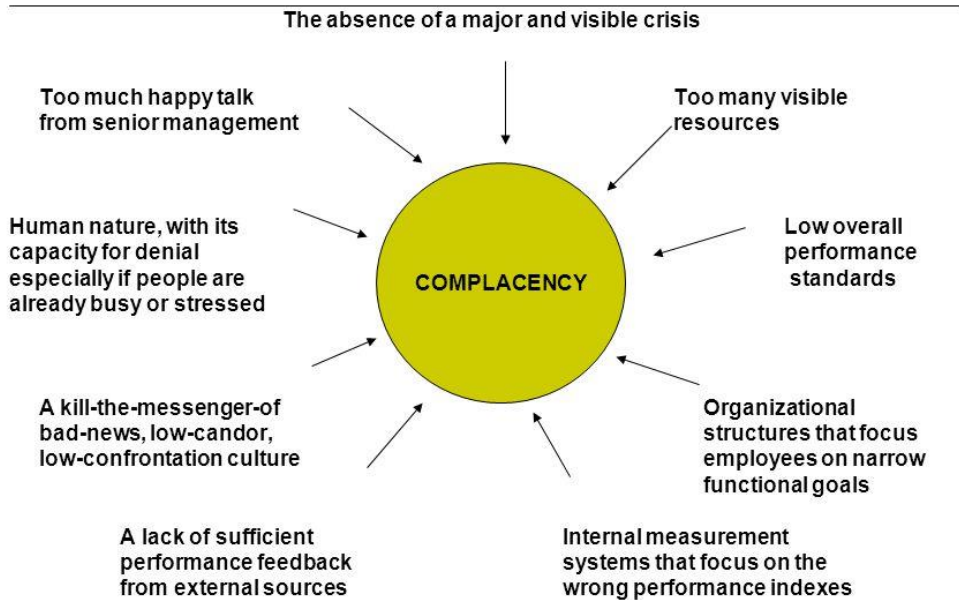 The absence of a major and visible crisis
Too much happy talk
from senior management
Too many visible
resources
Human nature, with its
capacity for denial
especially if people are
already busy or stressed
COMPLACENCY
Low overall
performance
standards
A kill-the-messenger-of
bad-news, low-candor,
low-confrontation culture
Organizational
structures that focus
employees on narrow
functional goals
A lack of sufficient
performance feedback
from external sources
Internal measurement
systems that focus on the
wrong performance indexes